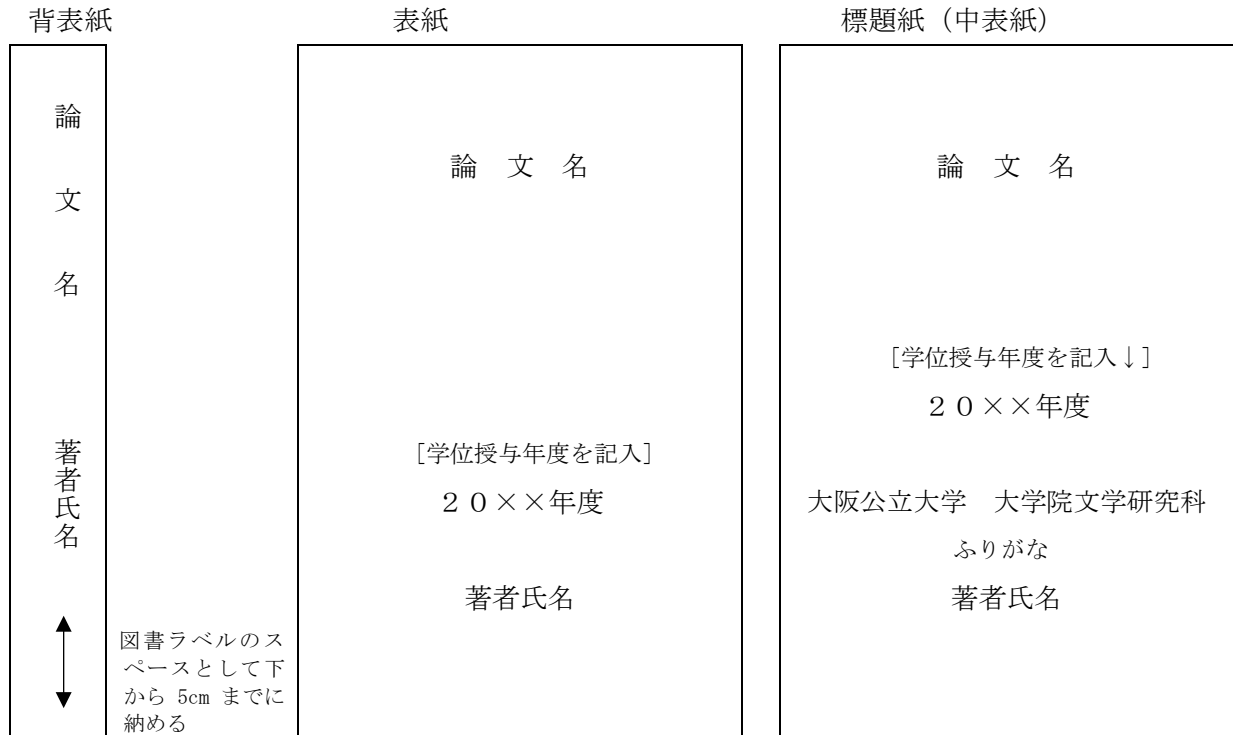 背表紙
論文名
著者氏名
図書ラベルのス
ペースとして下
から 5cm までに
納める
表紙
論 文 名
[学位授与年度を記入]
２０××年度
著者氏名
標題紙（中表紙）
論 文 名
[学位授与年度を記入↓]
２０××年度
大阪公立大学 大学院文学研究科
ふりがな
著者氏名